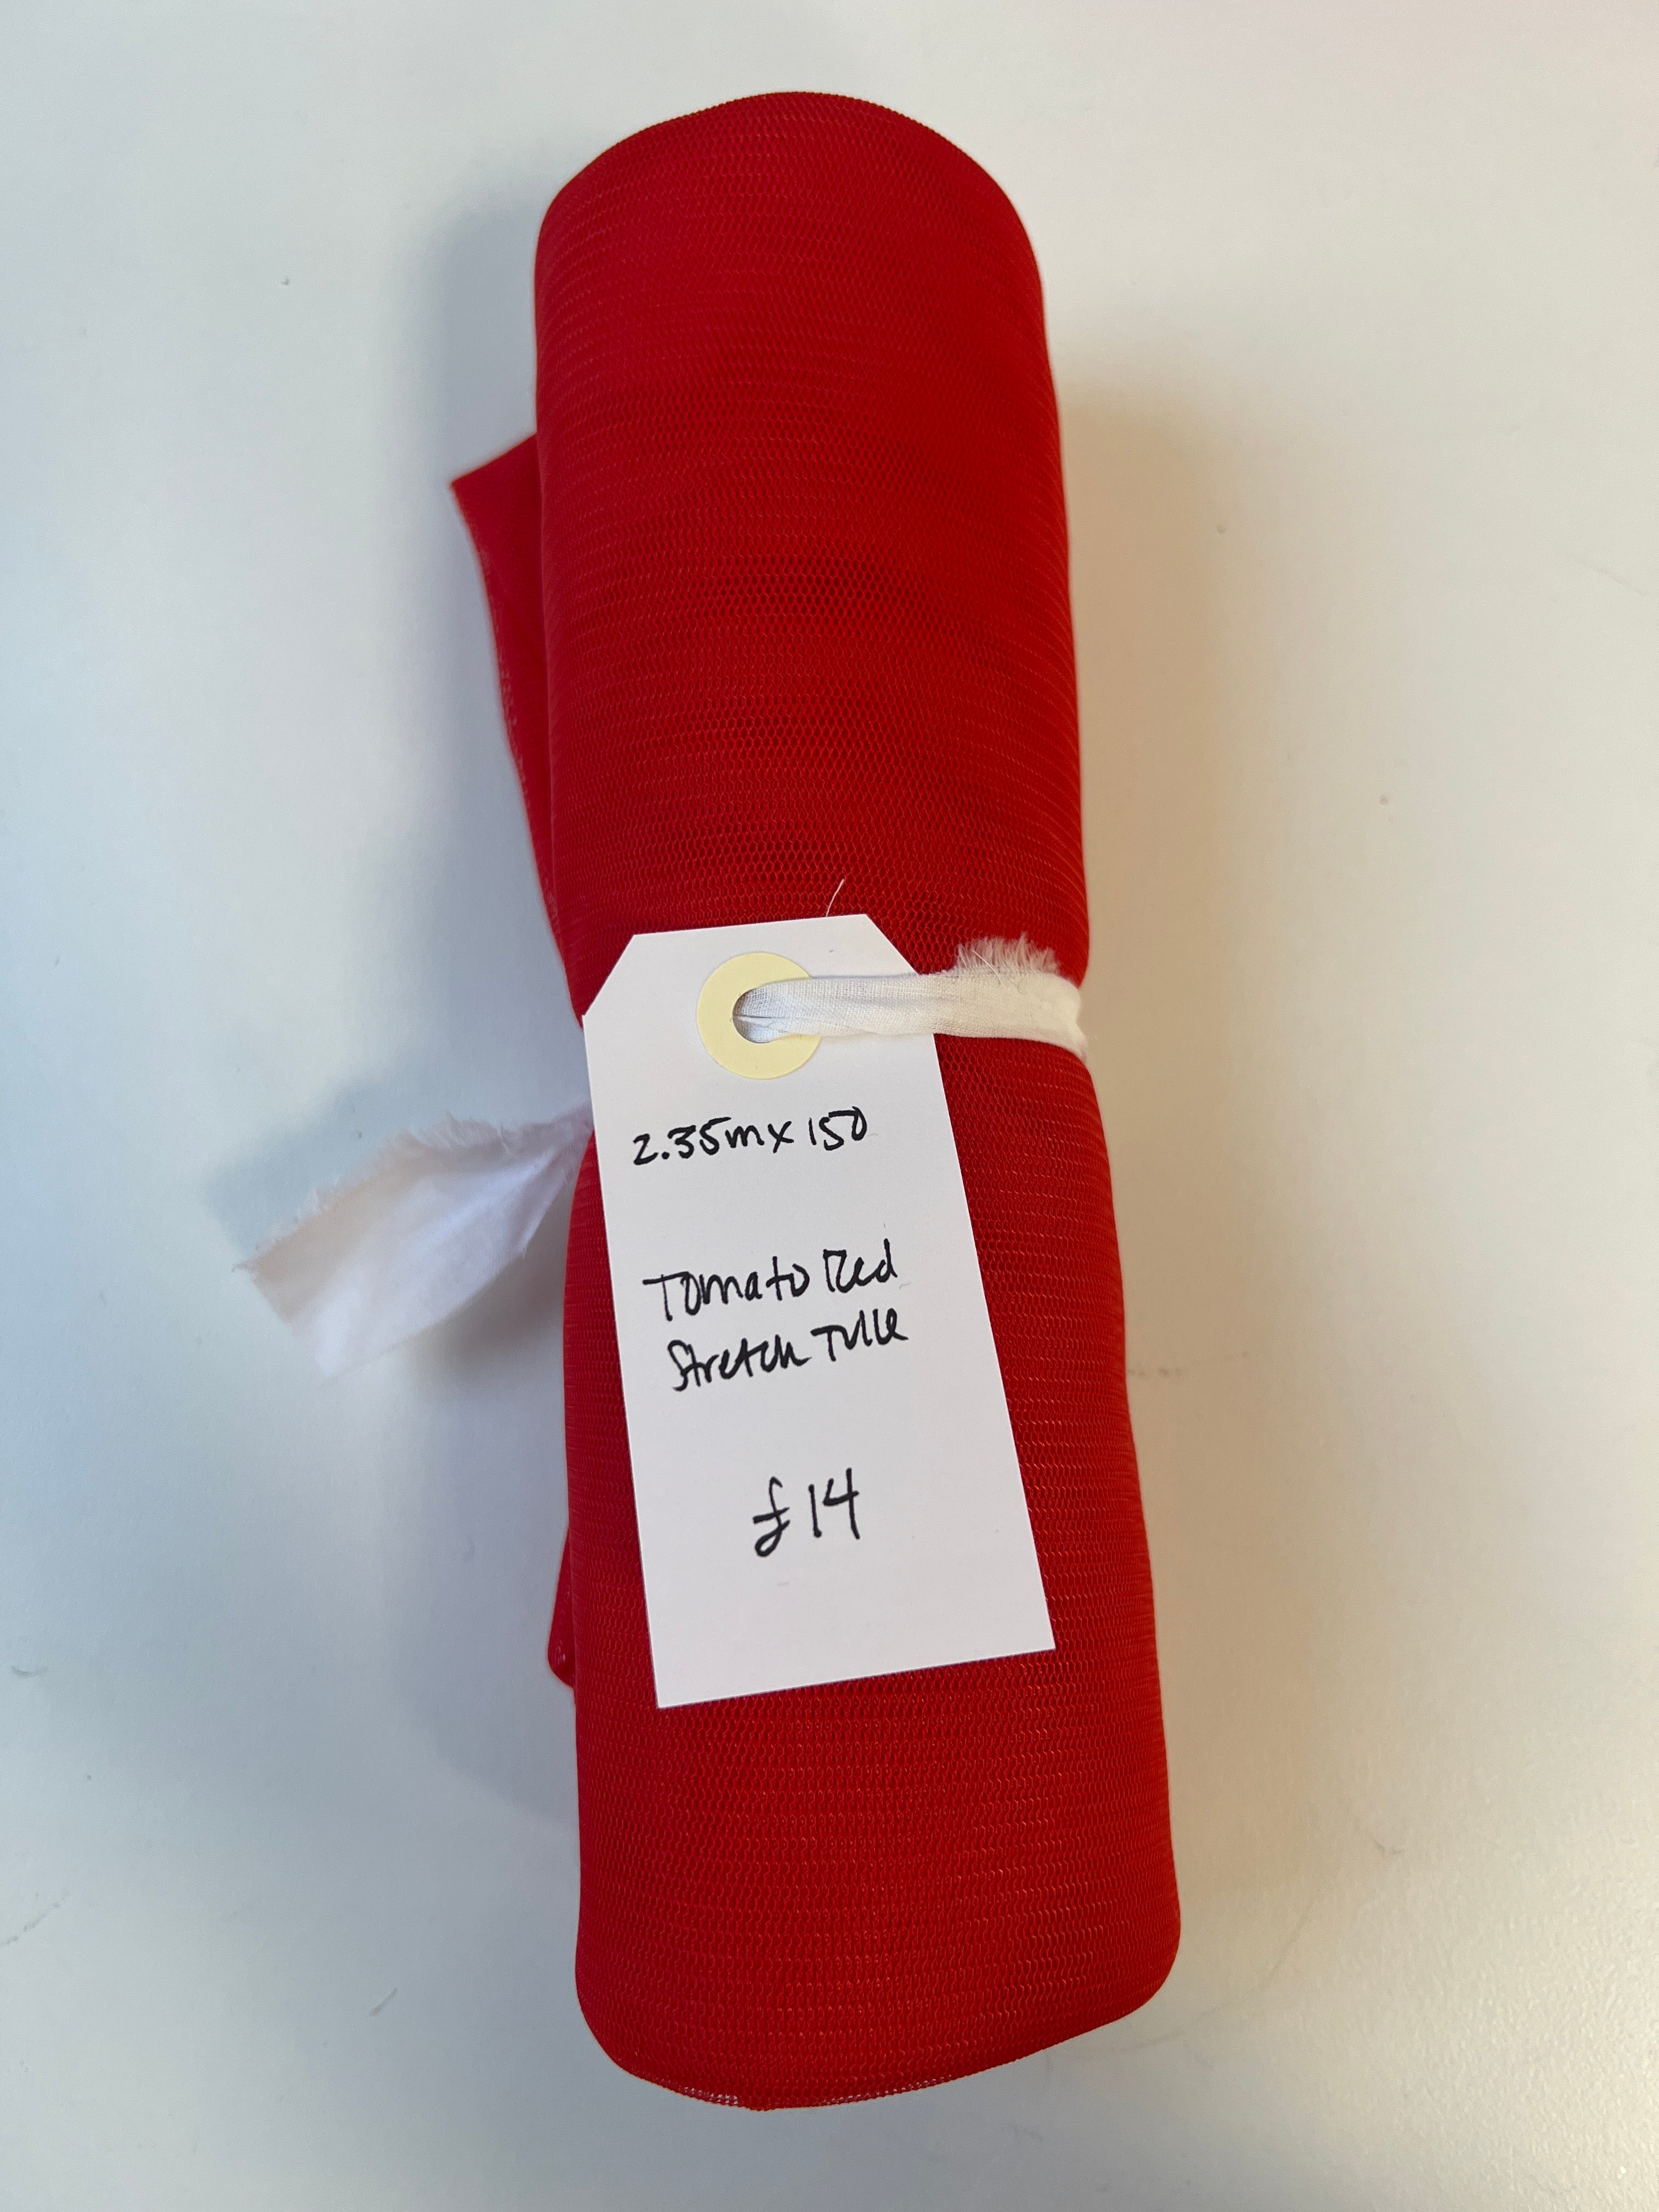 2.35m x 150
Tomato Red
Stretch Tulle
£14